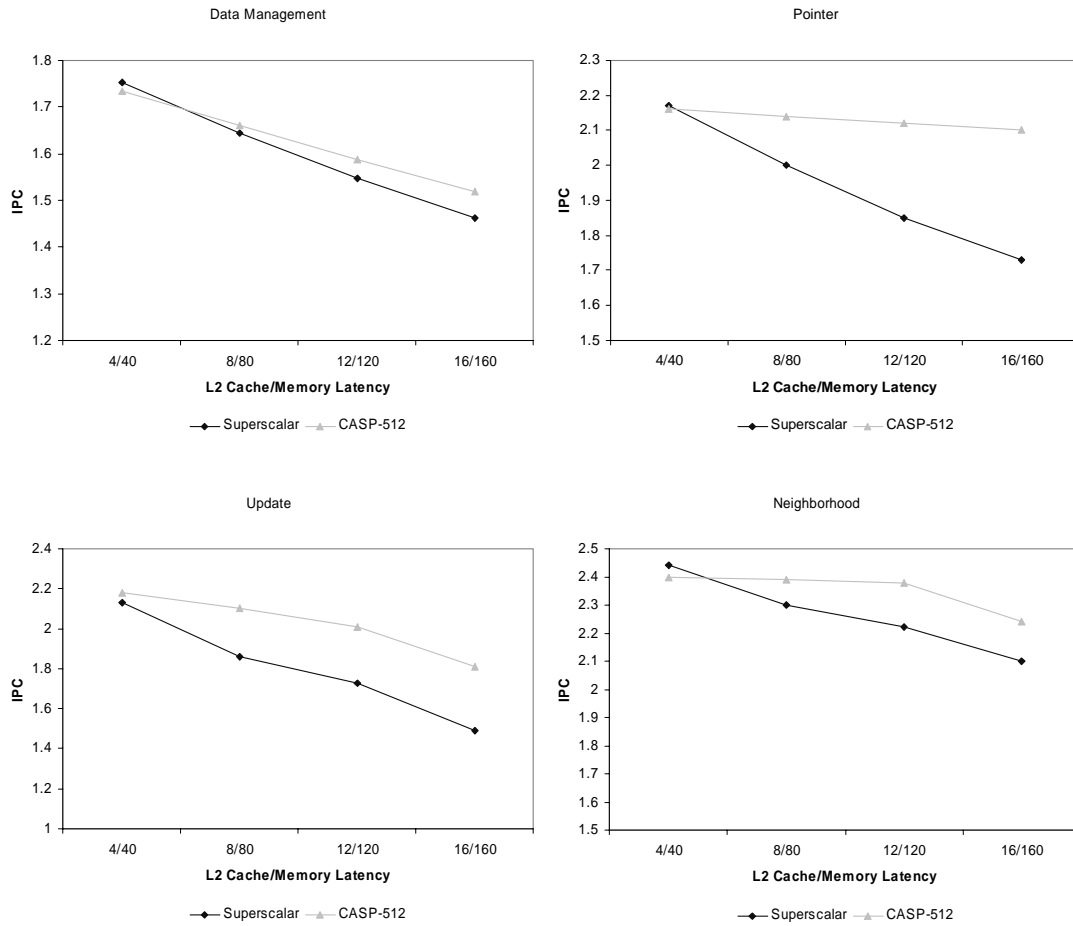 Data Management
1.8
1.7
1.6
1.5
1.4
1.3
1.2
IPC
4/40 8/80 12/120 16/160
L2 Cache/Memory Latency
Superscalar CASP-512
Pointer
2.3
2.2
2.1
2
1.9
1.8
1.7
1.6
1.5
IPC
4/40 8/80 12/120 16/160
L2 Cache/Memory Latency
Superscalar CASP-512
Update
2.4
2.2
2
1.8
1.6
1.4
1.2
1
IPC
4/40 8/80 12/120 16/160
L2 Cache/Memory Latency
Superscalar CASP-512
Neighborhood
2.5
2.4
2.3
2.2
2.1
2
1.9
1.8
1.7
1.6
1.5
IPC
4/40 8/80 12/120 16/160
L2 Cache/Memory Latency
Superscalar CASP-512